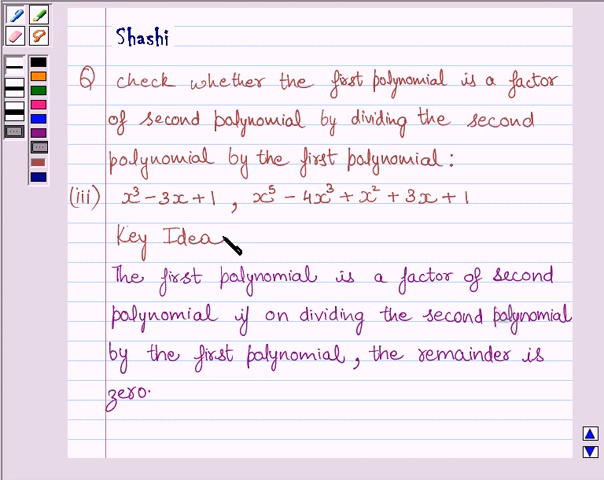 Shashi
Q check whether the first polynomial is a factor
of second polynomial by dividing the second
polynomial by the first polynomial :
(iii) x³ - 3x + 1 , x⁵ - 4x³ + x² + 3x + 1
Key Idea
The first polynomial is a factor of second
polynomial if on dividing the second polynomial
by the first polynomial, the remainder is
zero.